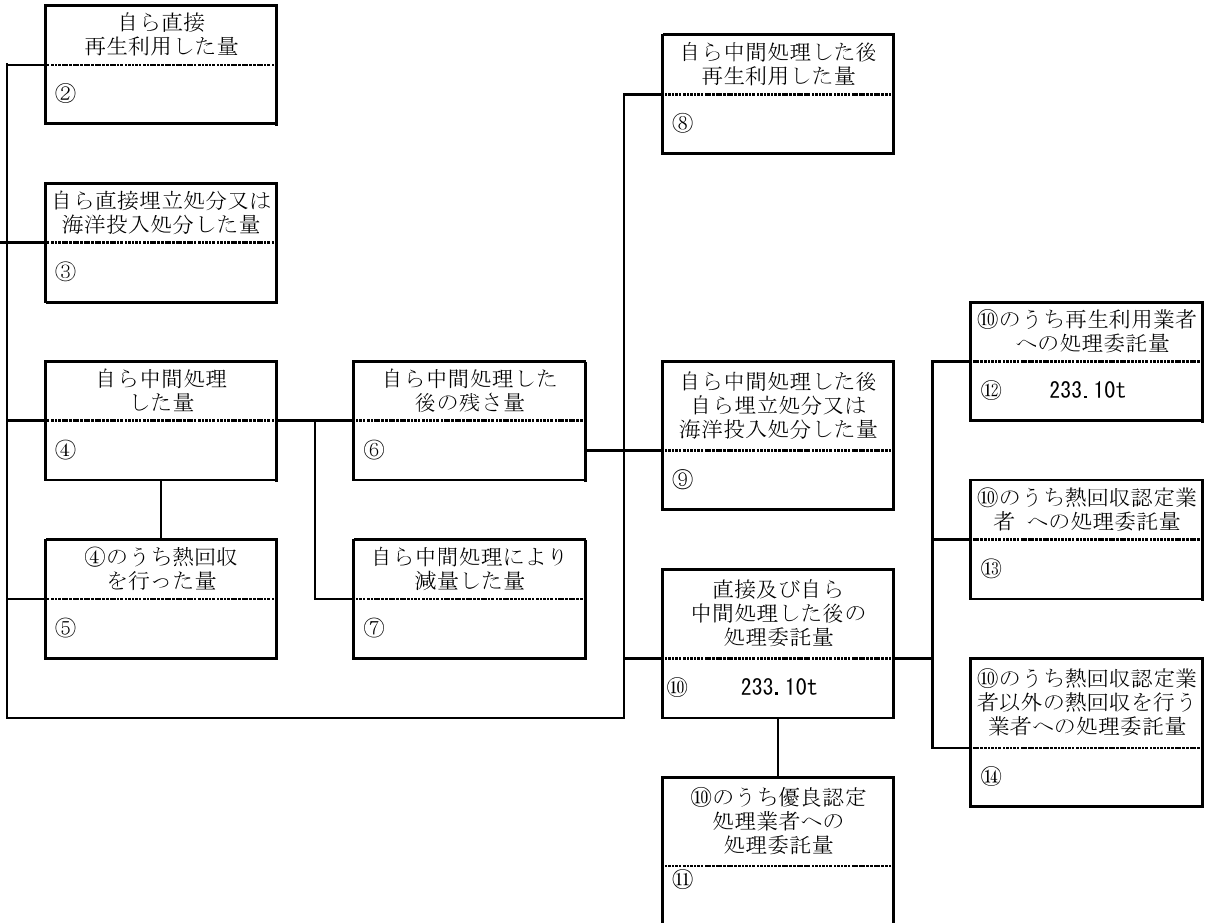 自ら直接
再生利用した量
②
自ら直接埋立処分又は
海洋投入処分した量
③
自ら中間処理
した量
④
④のうち熱回収
を行った量
⑤
自ら中間処理した
後の残さ量
⑥
自ら中間処理により
減量した量
⑦
自ら中間処理した後
再生利用した量
⑧
自ら中間処理した後
自ら埋立処分又は
海洋投入処分した量
⑨
直接及び自ら
中間処理した後の
処理委託量
⑩ 233.10t
⑩のうち優良認定
処理業者への
処理委託量
⑪
⑩のうち再生利用業者
への処理委託量
⑫ 233.10t
⑩のうち熱回収認定業
者 への処理委託量
⑬
⑩のうち熱回収認定業
者以外の熱回収を行う
業者への処理委託量
⑭